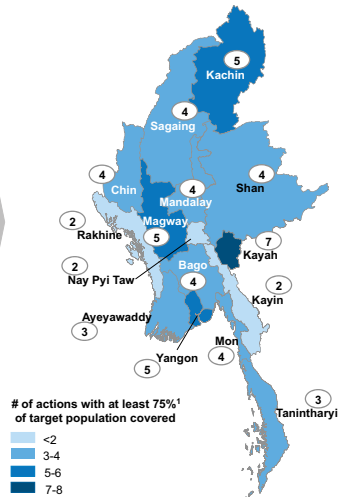 5
Kachin
4
Sagaing
4
Chin
4
Shan
4
Mandalay
2
Rakhine
Magway
5
7
Kayah
2
Nay Pyi Taw
Bago
4
2
Kayin
3
Ayeyawaddy
Mon
4
Yangon
5
3
Tanintharyi
# of actions with at least 75%¹
of target population covered
<2
3-4
5-6
7-8